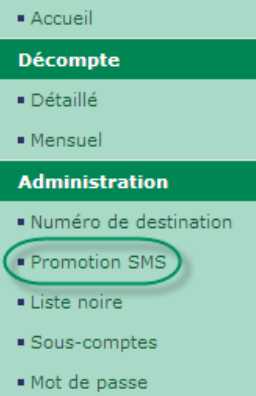 Accueil
Décompte
Détaillé
Mensuel
Administration
Numéro de destination
Promotion SMS
Liste noire
Sous-comptes
Mot de passe